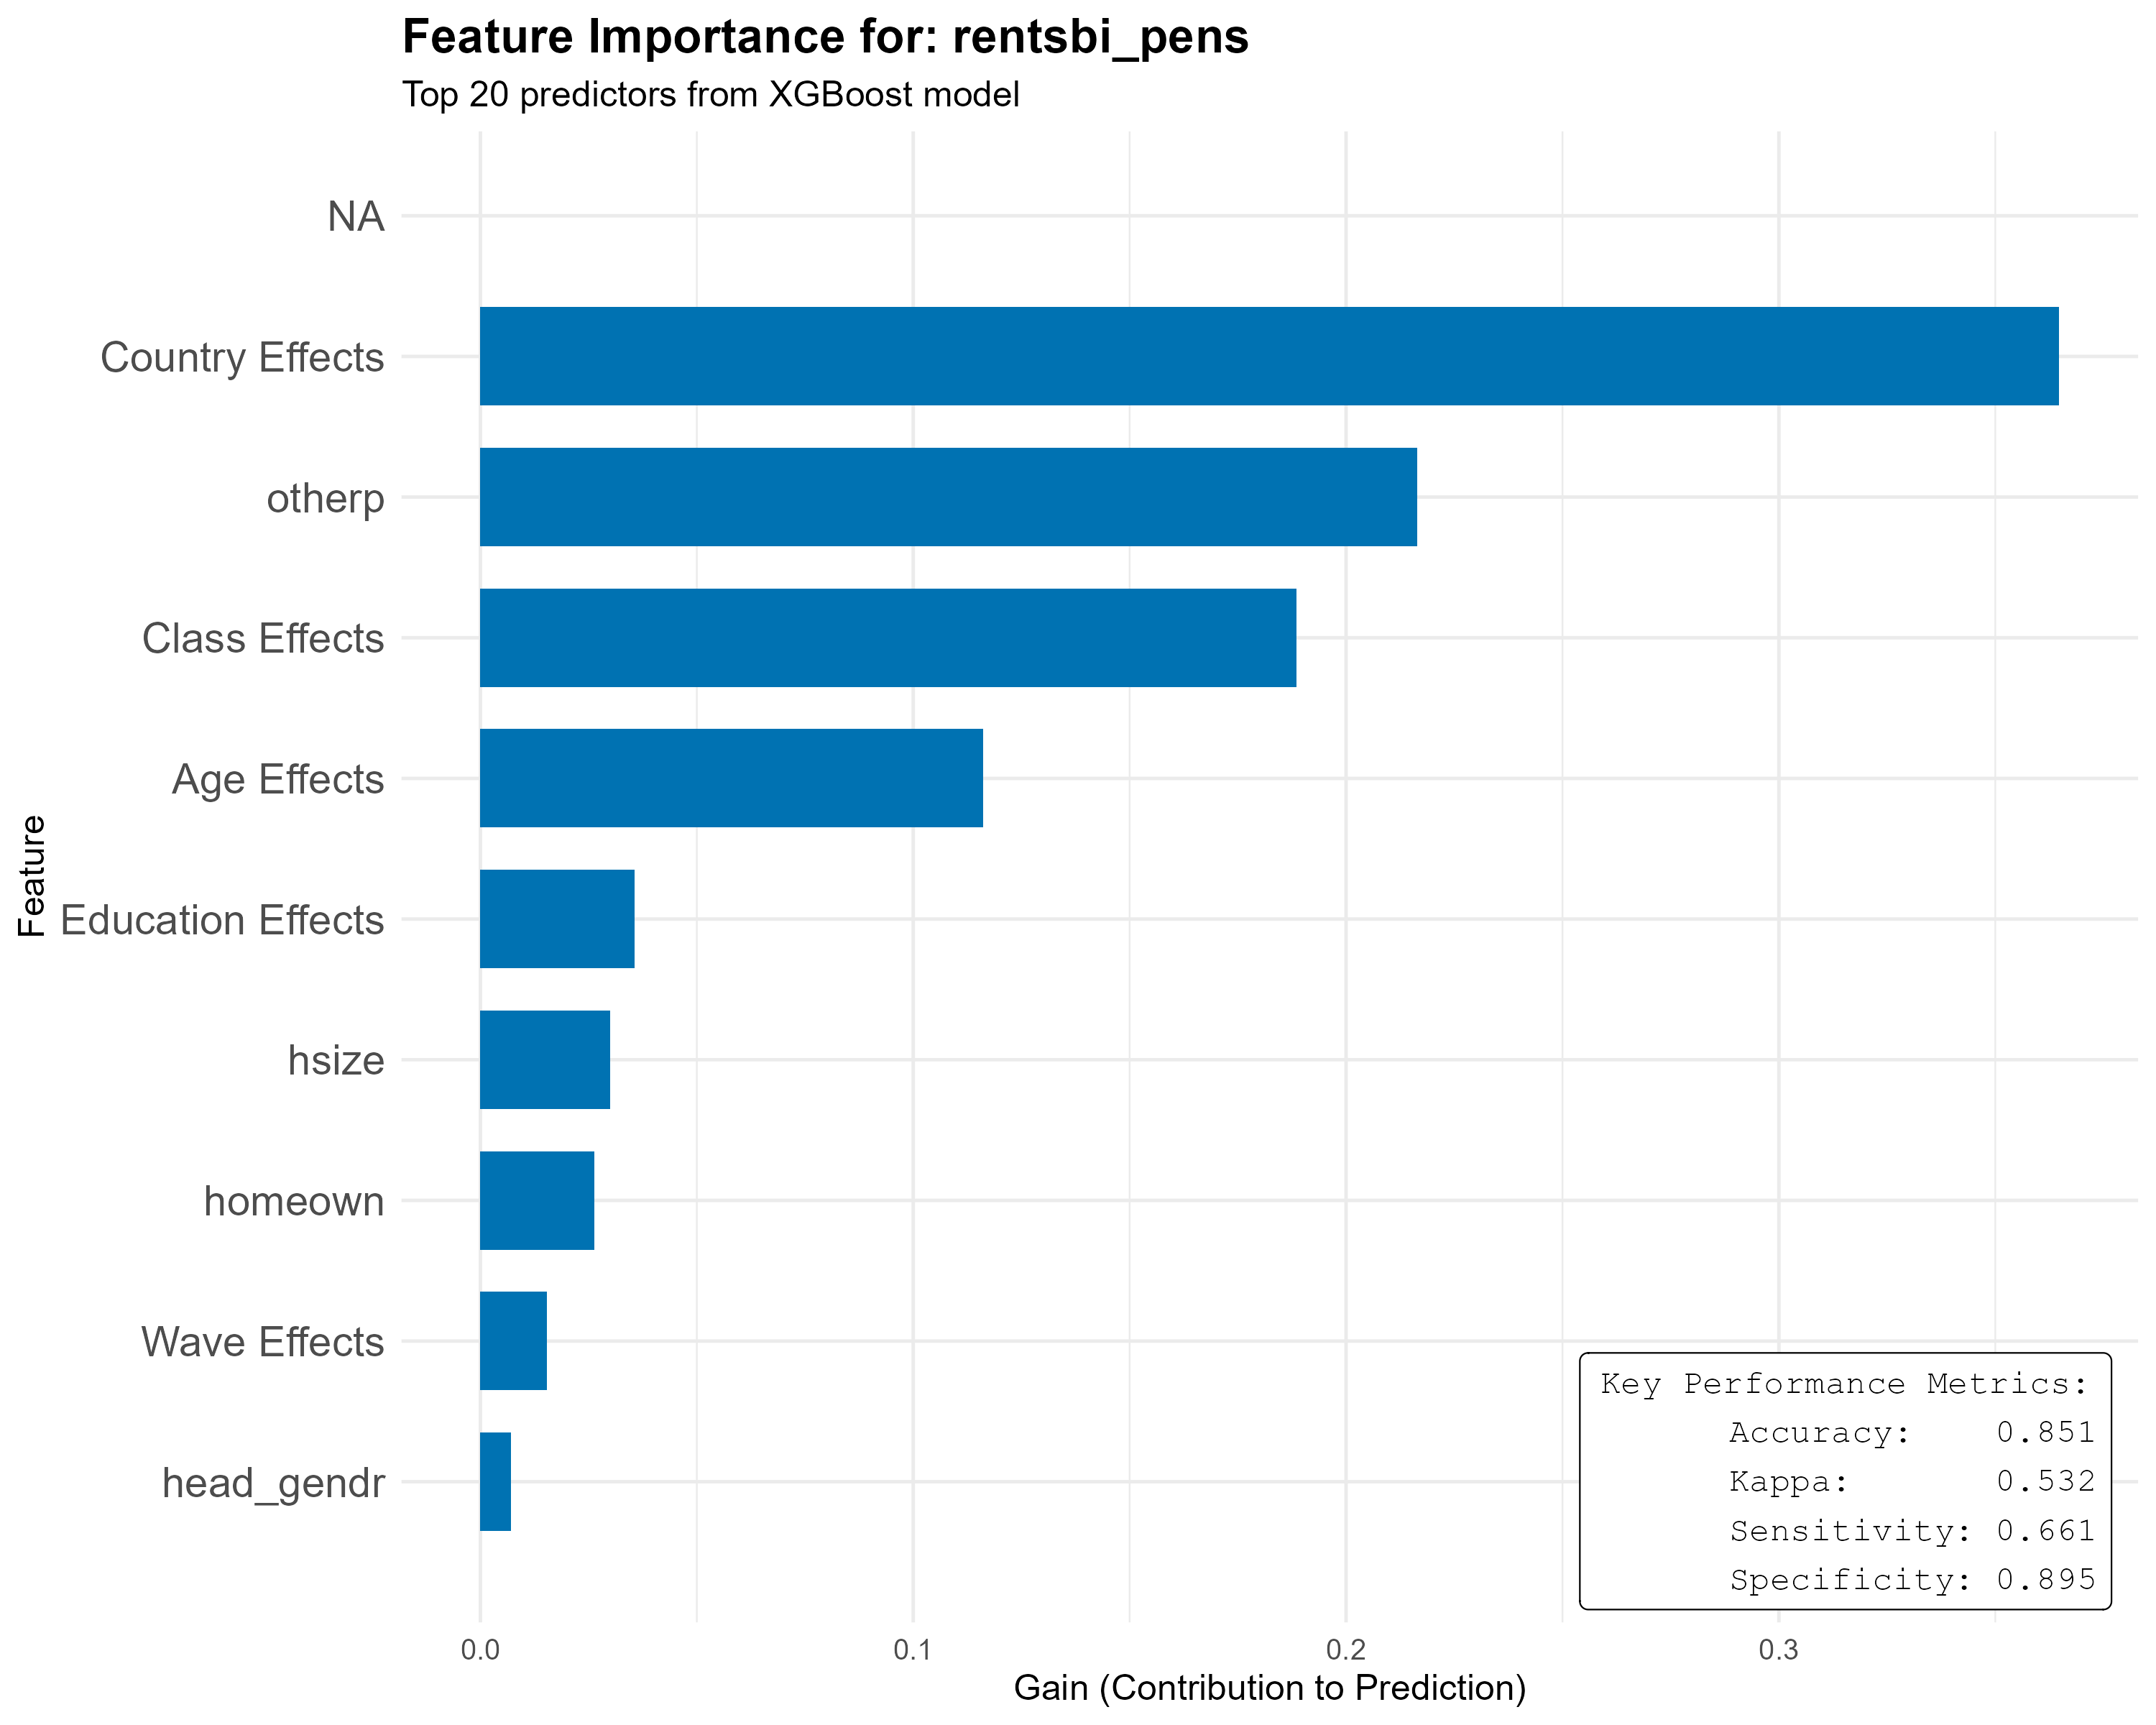 Feature Importance for: rentsbi_pens
Top 20 predictors from XGBoost model
NA
Country Effects
otherp
Class Effects
Age Effects
Education Effects
hsize
homeown
Wave Effects
head_gendr
Feature
Key Performance Metrics:
Accuracy: 0.851
Kappa: 0.532
Sensitivity: 0.661
Specificity: 0.895
0.0 0.1 0.2 0.3
Gain (Contribution to Prediction)